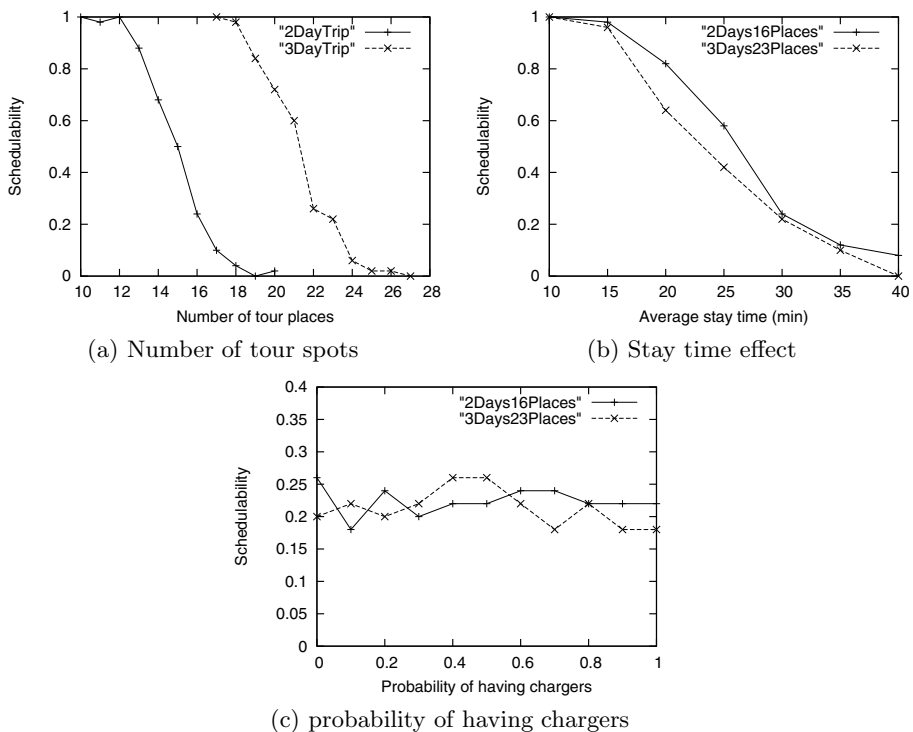 1
0.8
0.6
0.4
0.2
0
10 12 14 16 18 20 22 24 26 28
Schedulability
Number of tour places
"2DayTrip"
"3DayTrip"
(a) Number of tour spots
1
0.8
0.6
0.4
0.2
0
10 15 20 25 30 35 40
Schedulability
Average stay time (min)
"2Days16Places"
"3Days23Places"
(b) Stay time effect
0.4
0.35
0.3
0.25
0.2
0.15
0.1
0.05
0
0 0.2 0.4 0.6 0.8 1
Schedulability
Probability of having chargers
"2Days16Places"
"3Days23Places"
(c) probability of having chargers